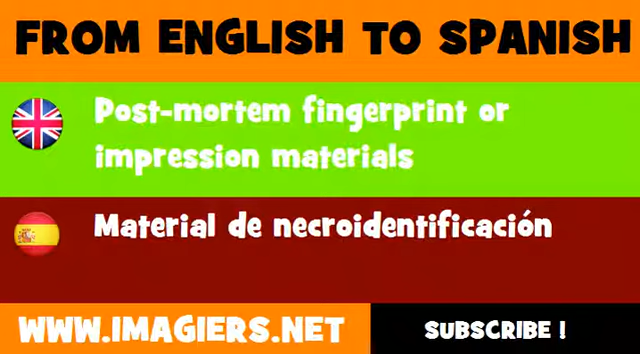 FROM ENGLISH TO SPANISH
Post-mortem fingerprint or
impression materials
Material de necroidentificación
WWW.IMAGIERS.NET
SUBSCRIBE !